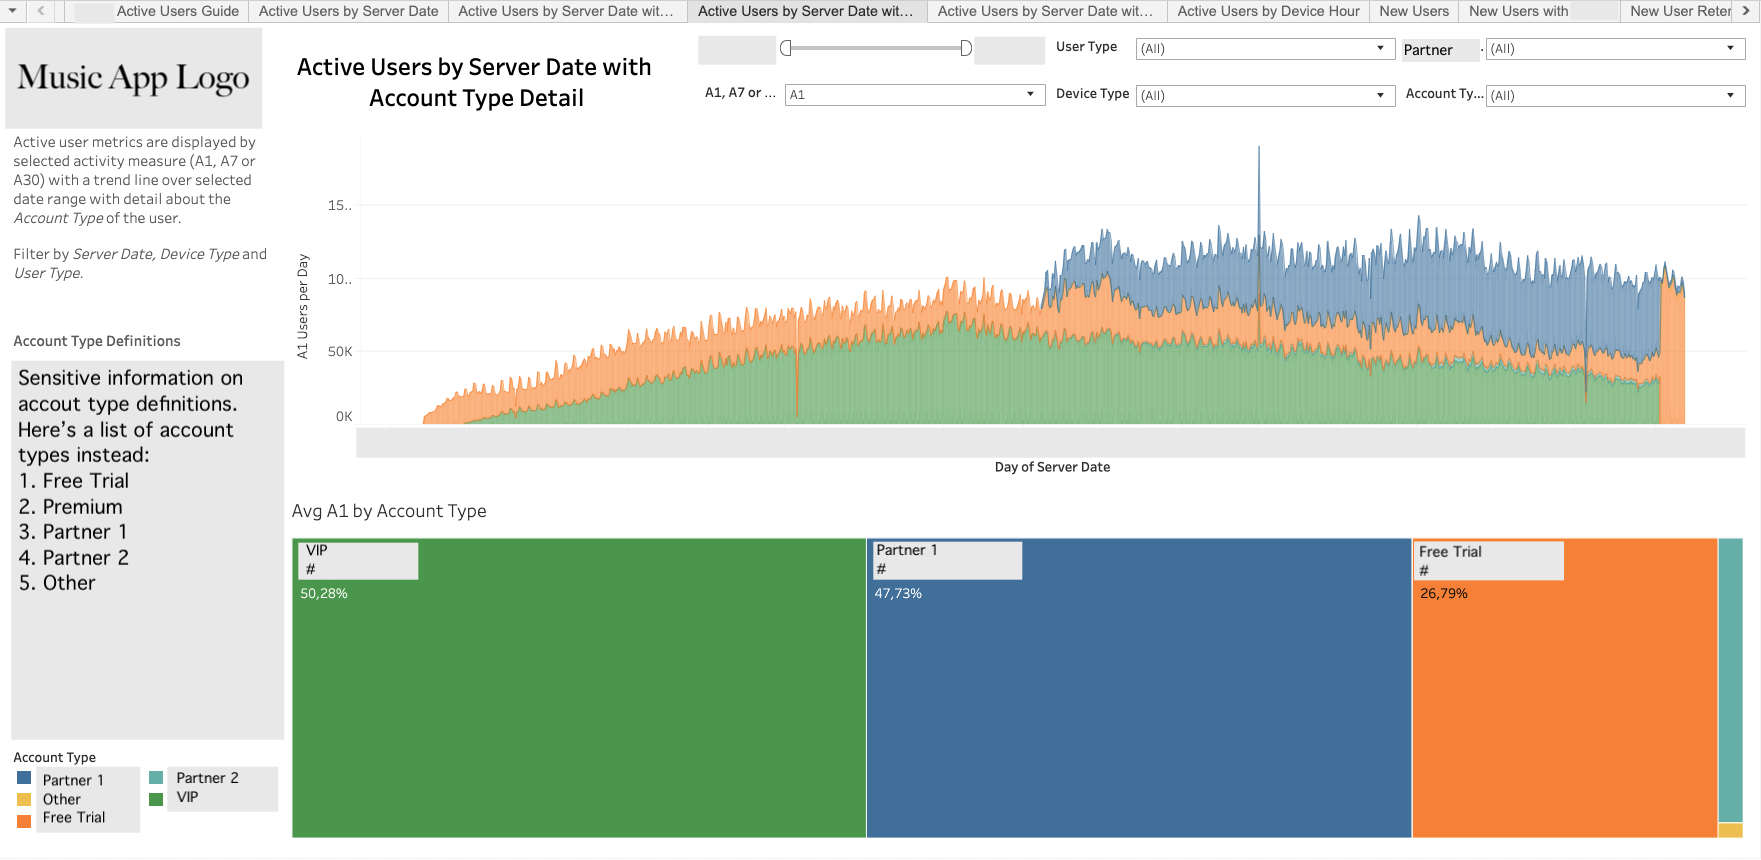 Active Users Guide
Active Users by Server Date
Active Users by Server Date wit...
Active Users by Server Date wit...
Active Users by Server Date wit...
Active Users by Device Hour
New Users
New Users with
New User Reter
Music App Logo
Active Users by Server Date with
Account Type Detail
User Type
(All)
Partner
(All)
A1, A7 or ...
A1
Device Type
(All)
Account Ty...
(All)
Active user metrics are displayed by
selected activity measure (A1, A7 or
A30) with a trend line over selected
date range with detail about the
Account Type of the user.
Filter by Server Date, Device Type and
User Type.
Account Type Definitions
Sensitive information on
accout type definitions.
Here's a list of account
types instead:
1. Free Trial
2. Premium
3. Partner 1
4. Partner 2
5. Other
Account Type
Partner 1
Other
Free Trial
Partner 2
VIP
A1 Users per Day
15..
10..
50K
0K
Day of Server Date
Avg A1 by Account Type
VIP
#
50,28%
Partner 1
#
47,73%
Free Trial
#
26,79%